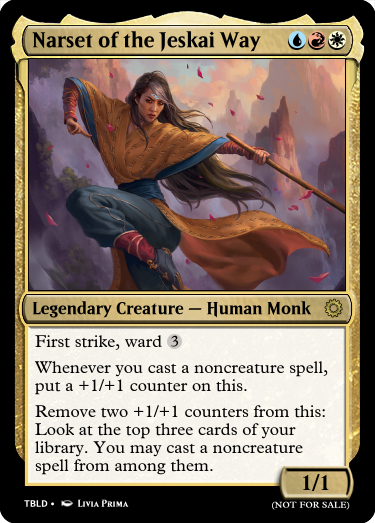 Narset of the Jeskai Way
Legendary Creature — Human Monk
First strike, ward 3
Whenever you cast a noncreature spell,
put a +1/+1 counter on this.
Remove two +1/+1 counters from this:
Look at the top three cards of your
library. You may cast a noncreature
spell from among them.
1/1
TBLD • Livia Prima
(NOT FOR SALE)